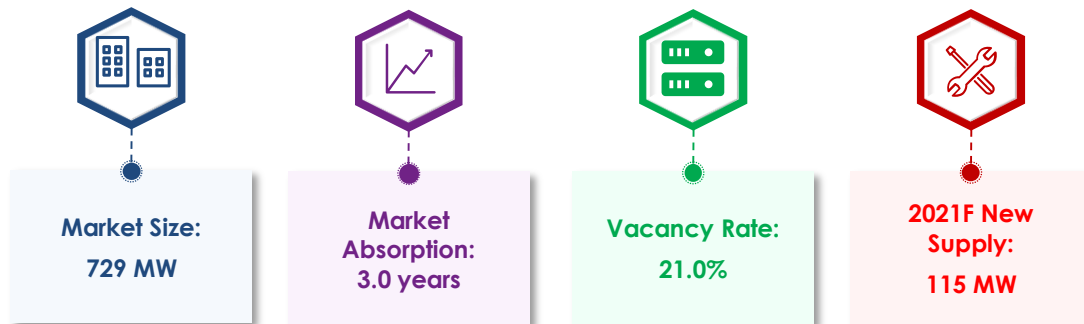 Market Size:
729 MW
Market
Absorption:
3.0 years
Vacancy Rate:
21.0%
2021F New
Supply:
115 MW